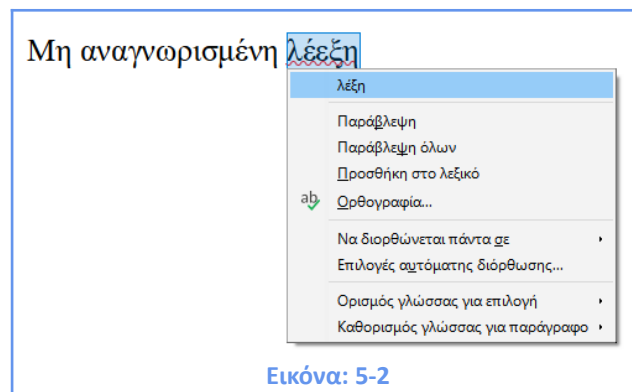 Μη αναγνωρισμένη λέεξη
λέξη
Παράβλεψη
Παράβλεψη όλων
Προσθήκη στο λεξικό
Ορθογραφία...
Να διορθώνεται πάντα σε
Επιλογές αυτόματης διόρθωσης...
Ορισμός γλώσσας για επιλογή
Καθορισμός γλώσσας για παράγραφο
Εικόνα: 5-2